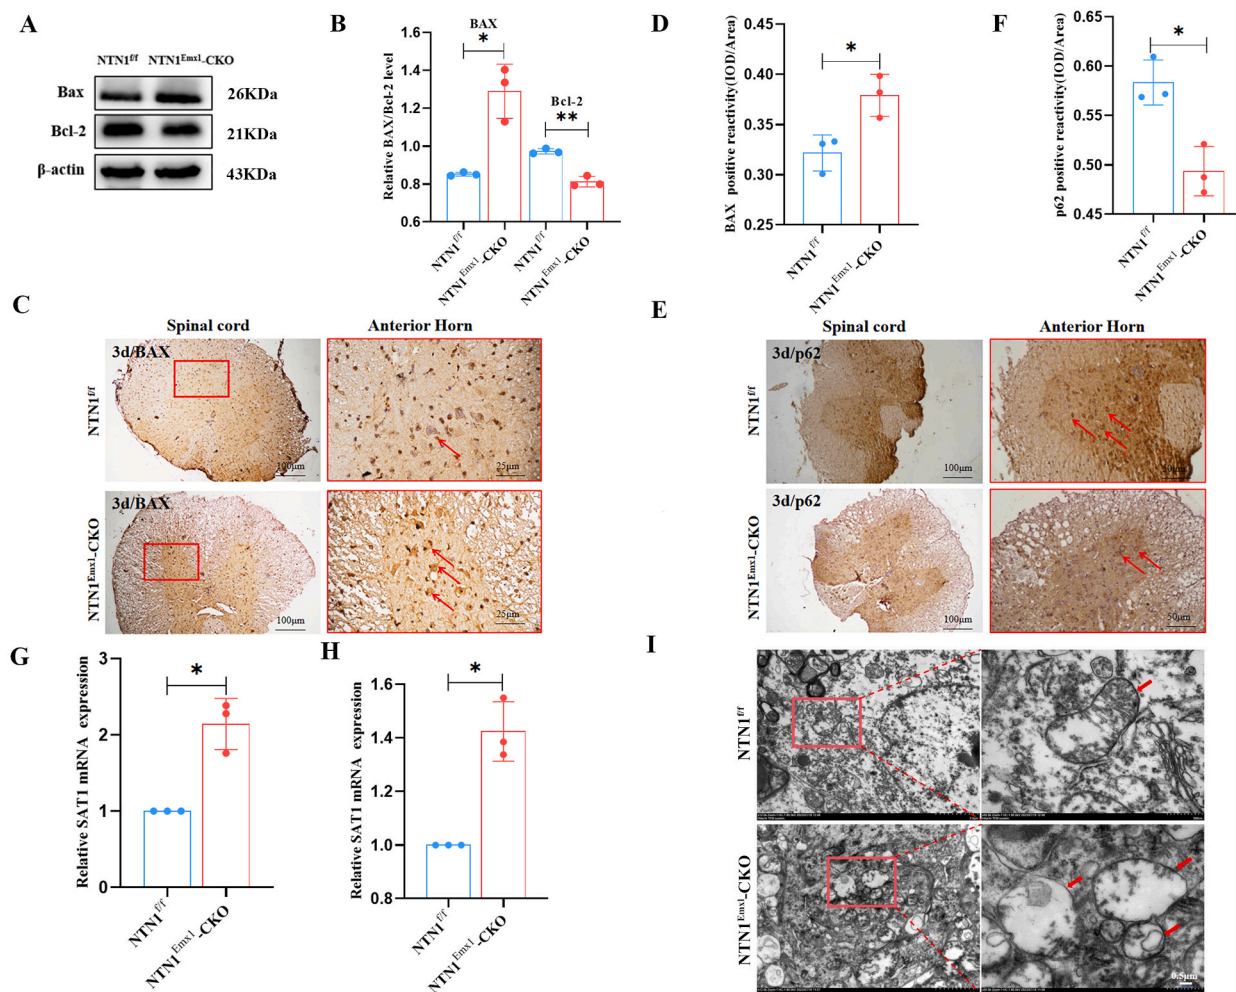 A
NTN1f/f NTN1Emx1-CKO
Bax 26KDa
Bcl-2 21KDa
β-actin 43KDa
B
Relative BAX/Bcl-2 level
1.6
1.4
1.2
1.0
0.8
0.6
BAX
*
Bcl-2
**
NTN1f/f
NTN1Emx1-CKO
NTN1f/f
NTN1Emx1-CKO
D
BAX positive reactivity(IOD/Area)
0.45
0.40
0.35
0.30
0.25
*
NTN1f/f
NTN1Emx1-CKO
F
p62 positive reactivity(IOD/Area)
0.65
0.60
0.55
0.50
0.45
*
NTN1f/f
NTN1Emx1-CKO
C
Spinal cord Anterior Horn
NTN1f/f
3d/BAX
100μm
25μm
NTN1Emx1-CKO
3d/BAX
100μm
25μm
E
Spinal cord Anterior Horn
NTN1f/f
3d/p62
100μm
50μm
NTN1Emx1-CKO
3d/p62
100μm
50μm
G
Relative SAT1 mRNA expression
3
2
1
0
*
NTN1f/f
NTN1Emx1-CKO
H
Relative SAT1 mRNA expression
1.6
1.4
1.2
1.0
0.8
*
NTN1f/f
NTN1Emx1-CKO
I
NTN1f/f
NTN1Emx1-CKO
0.5μm